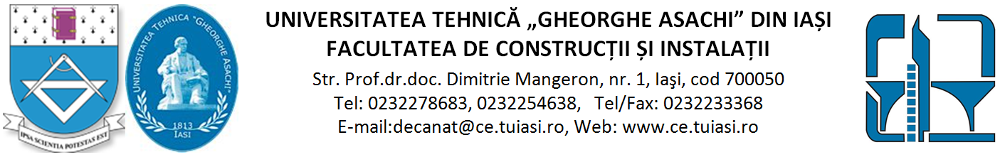 IPSA SCIENTIA POTESTAS EST
UNIVERSITATEA TEHNICA "GHEORGHE ASACHI"
1813
IASI
UNIVERSITATEA TEHNICĂ „GHEORGHE ASACHI” DIN IAȘI
FACULTATEA DE CONSTRUCȚII ȘI INSTALAȚII
Str. Prof.dr.doc. Dimitrie Mangeron, nr. 1, Iaşi, cod 700050
Tel: 0232278683, 0232254638, Tel/Fax: 0232233368
E-mail:decanat@ce.tuiasi.ro, Web: www.ce.tuiasi.ro